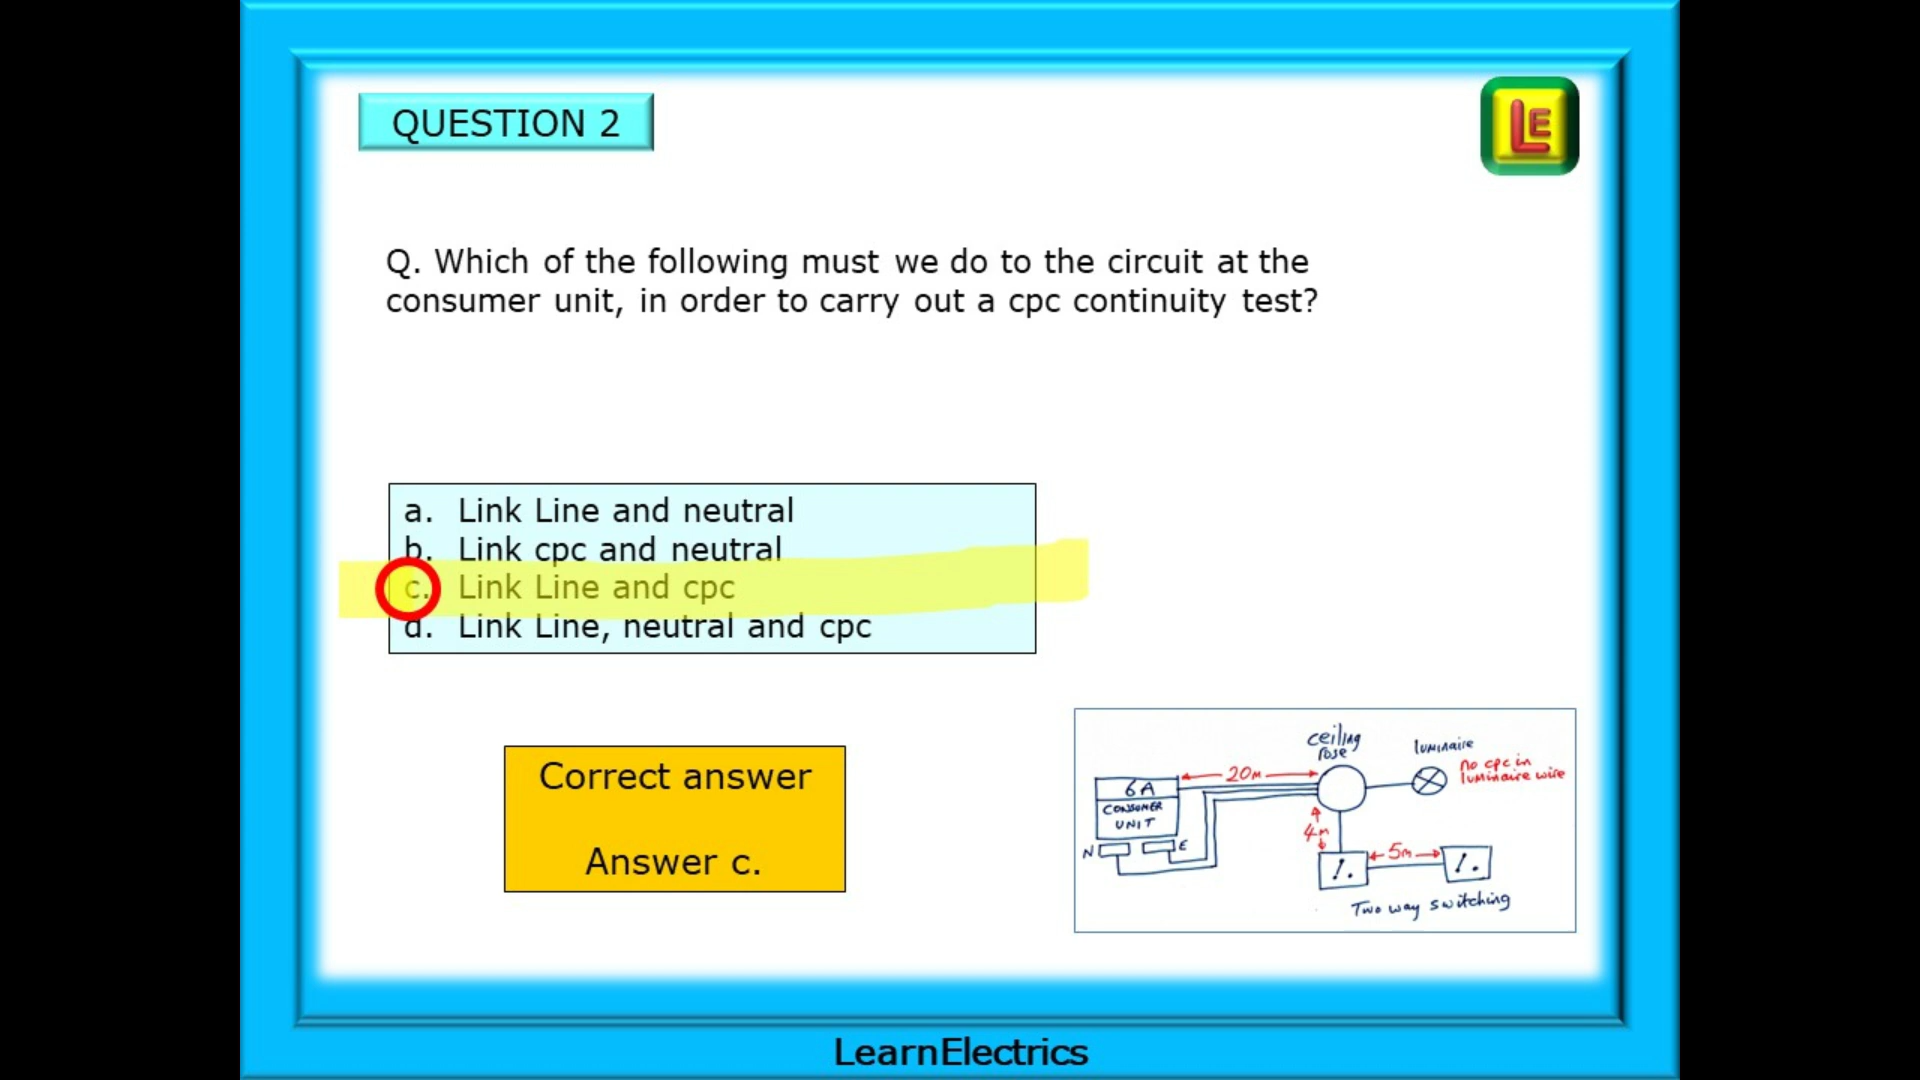 QUESTION 2
LE
Q. Which of the following must we do to the circuit at the
consumer unit, in order to carry out a cpc continuity test?
a. Link Line and neutral
b. Link cpc and neutral
c. Link Line and cpc
d. Link Line, neutral and cpc
Correct answer
Answer c.
ceiling
rose
luminaire
no cpc in
luminaire wire
20m
6A
CONSUMER
UNIT
N
E
4m
5m
Two way switching
LearnElectrics